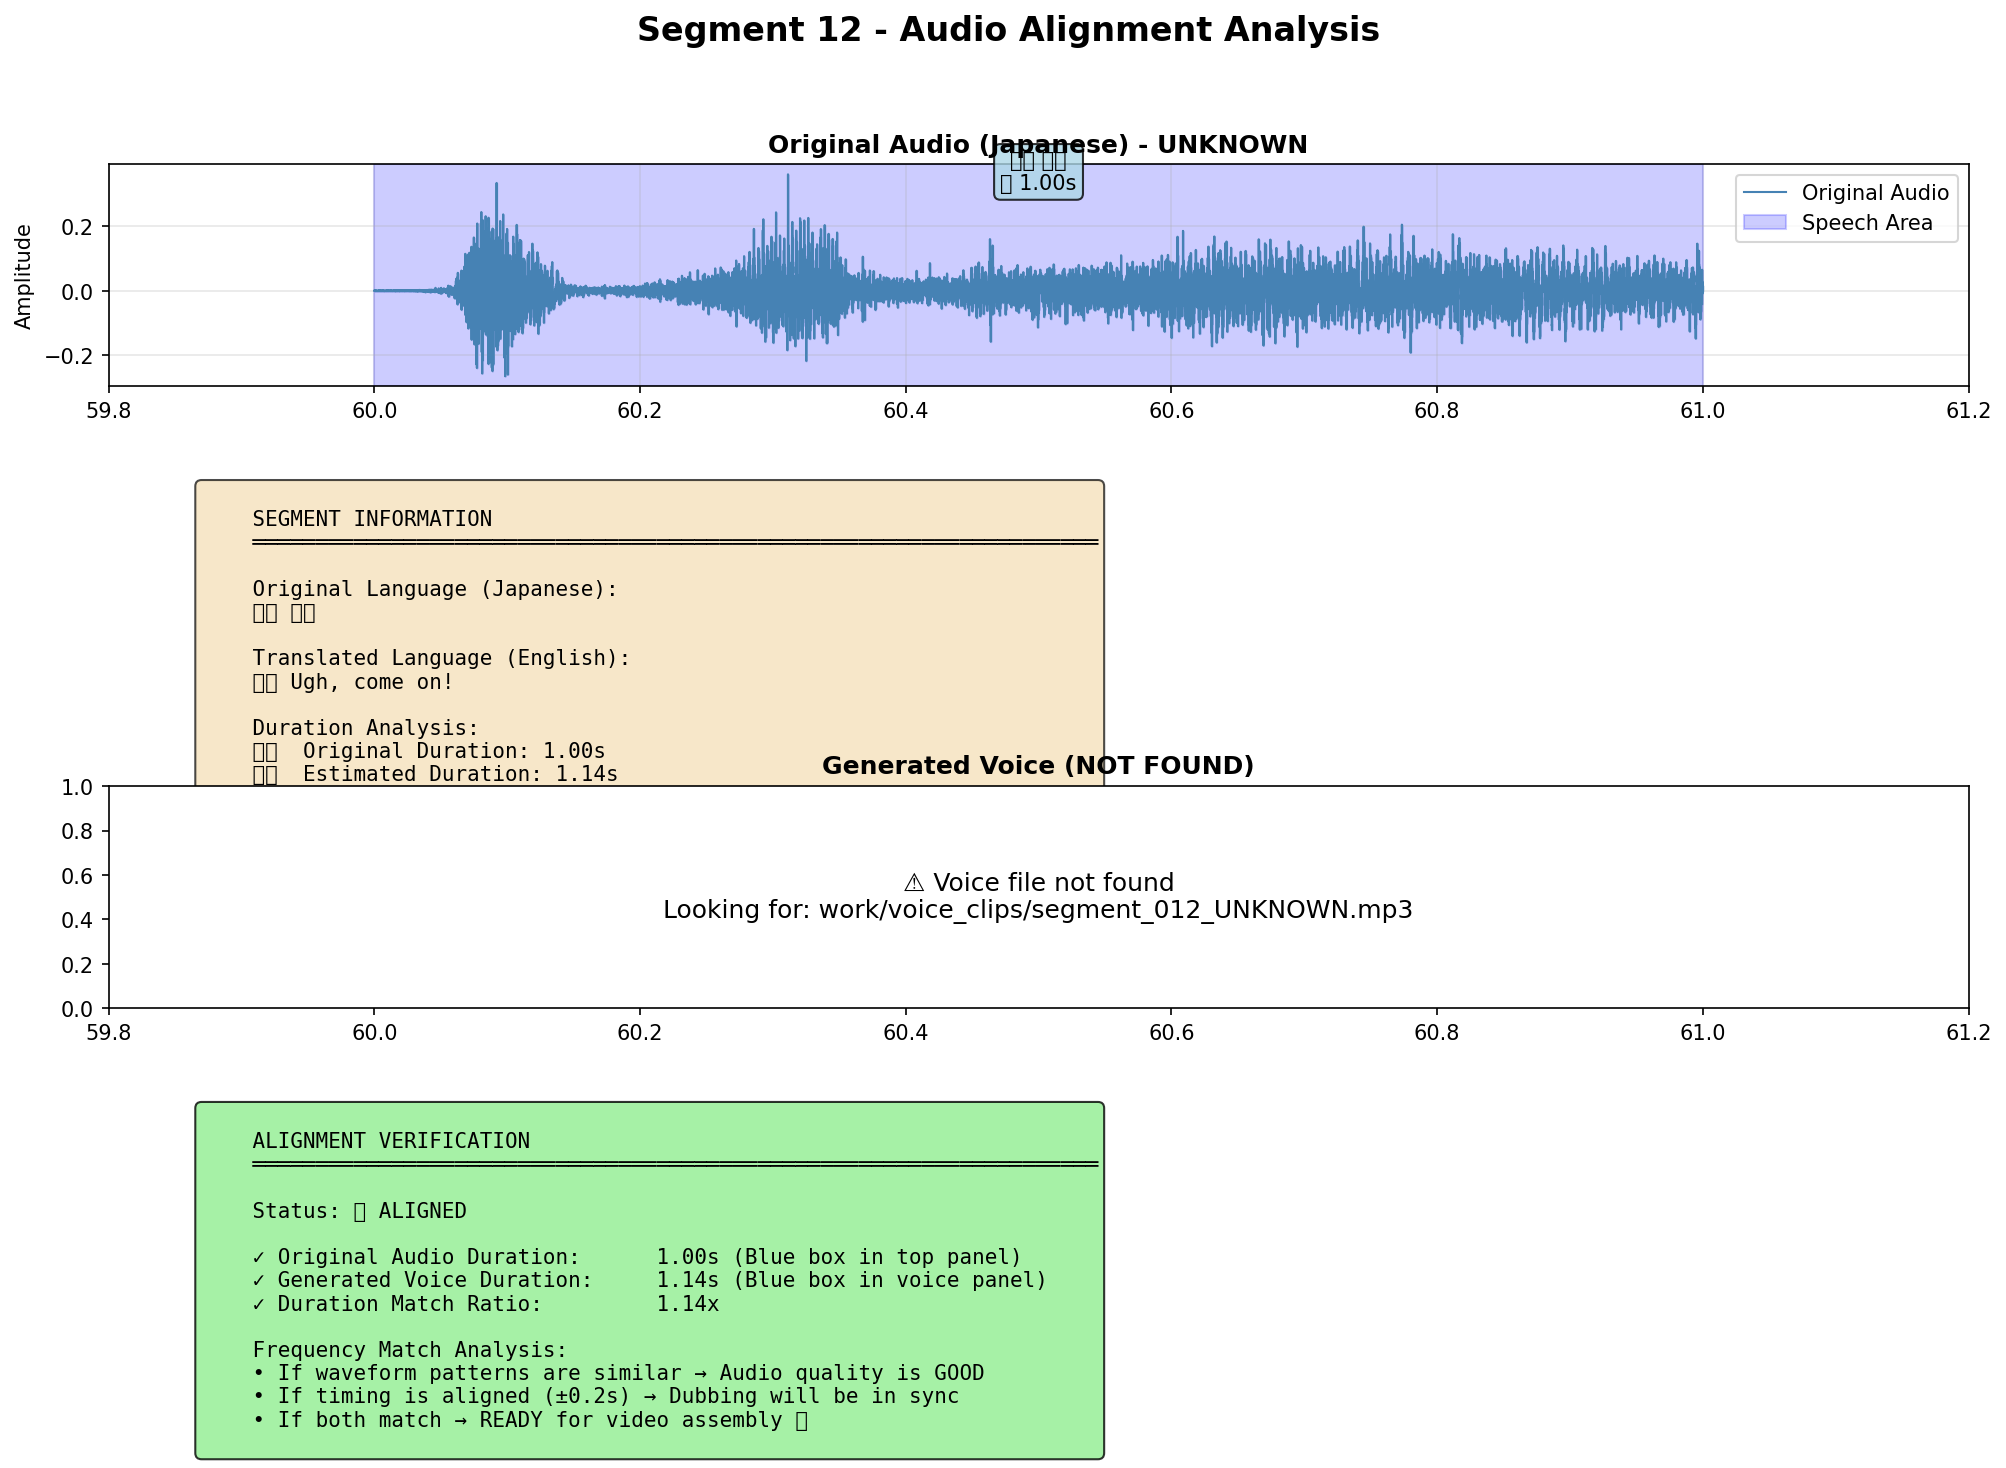 Segment 12 - Audio Alignment Analysis
Original Audio (Japanese) - UNKNOWN
1.00s
Original Audio
Speech Area
Amplitude
0.2
0.0
−0.2
59.8 60.0 60.2 60.4 60.6 60.8 61.0 61.2
SEGMENT INFORMATION
Original Language (Japanese):
Translated Language (English):
Ugh, come on!
Duration Analysis:
Original Duration: 1.00s
Estimated Duration: 1.14s
Generated Voice (NOT FOUND)
1.0
0.8
0.6
0.4
0.2
0.0
⚠ Voice file not found
Looking for: work/voice_clips/segment_012_UNKNOWN.mp3
59.8 60.0 60.2 60.4 60.6 60.8 61.0 61.2
ALIGNMENT VERIFICATION
Status: ALIGNED
✓ Original Audio Duration: 1.00s (Blue box in top panel)
✓ Generated Voice Duration: 1.14s (Blue box in voice panel)
✓ Duration Match Ratio: 1.14x
Frequency Match Analysis:
• If waveform patterns are similar → Audio quality is GOOD
• If timing is aligned (±0.2s) → Dubbing will be in sync
• If both match → READY for video assembly